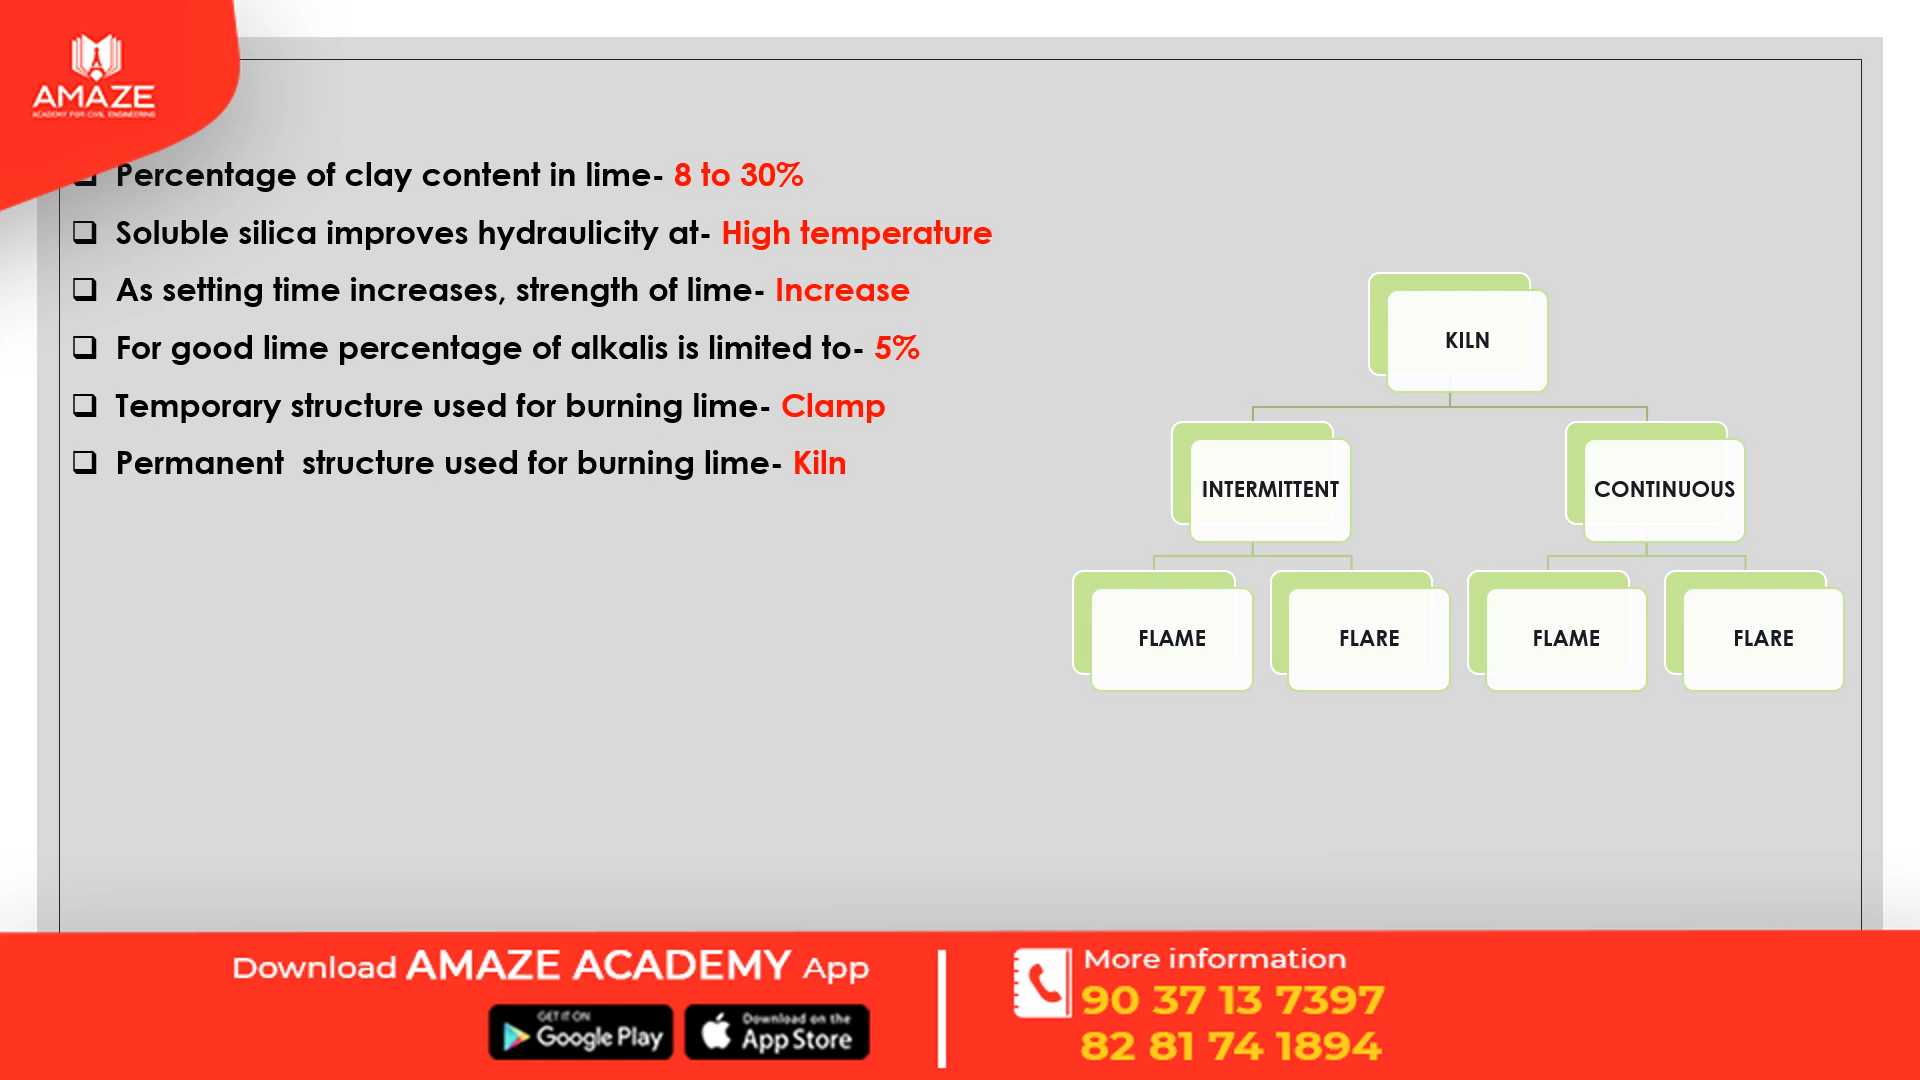 AMAZE
ACADEMY FOR CIVIL ENGINEERING
❑ Percentage of clay content in lime- 8 to 30%
❑ Soluble silica improves hydraulicity at- High temperature
❑ As setting time increases, strength of lime- Increase
❑ For good lime percentage of alkalis is limited to- 5%
❑ Temporary structure used for burning lime- Clamp
❑ Permanent  structure used for burning lime- Kiln
KILN
INTERMITTENT
CONTINUOUS
FLAME
FLARE
FLAME
FLARE
Download AMAZE ACADEMY App
GET IT ON
Google Play
Download on the
App Store
More information
90 37 13 7397
82 81 74 1894